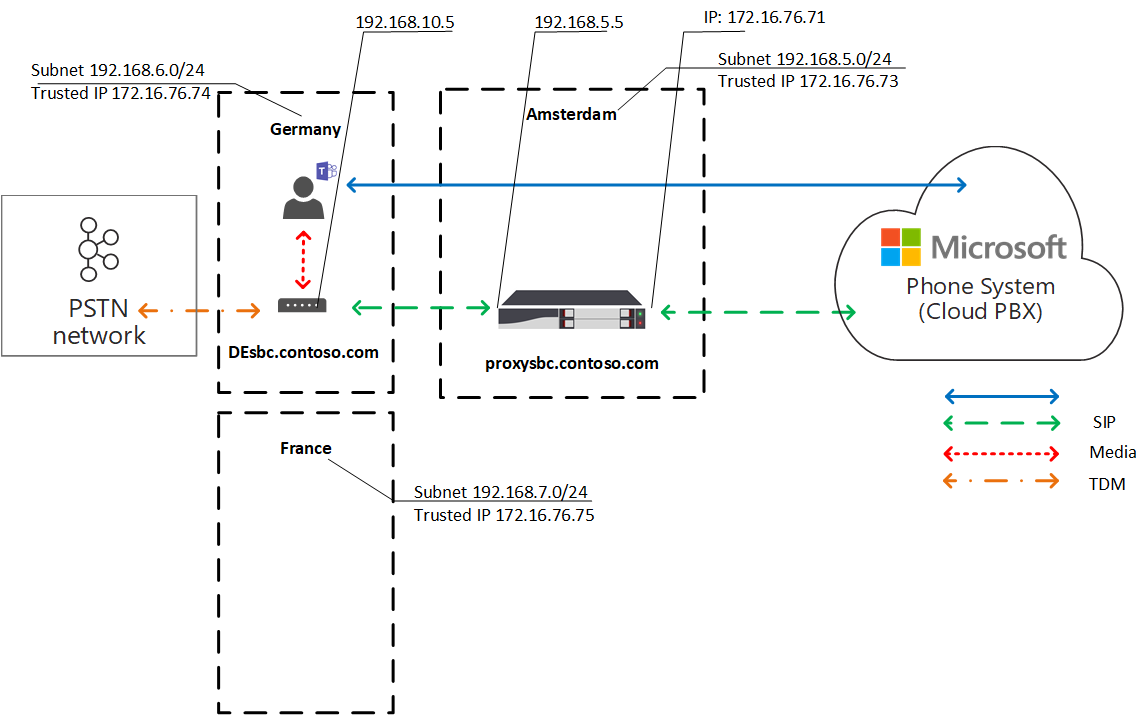 192.168.10.5
192.168.5.5
IP: 172.16.76.71
Subnet 192.168.6.0/24
Trusted IP 172.16.76.74
Subnet 192.168.5.0/24
Trusted IP 172.16.76.73
Germany
Amsterdam
T
Microsoft
Phone System
(Cloud PBX)
PSTN
network
DEsbc.contoso.com
proxysbc.contoso.com
France
Subnet 192.168.7.0/24
Trusted IP 172.16.76.75
SIP
Media
TDM